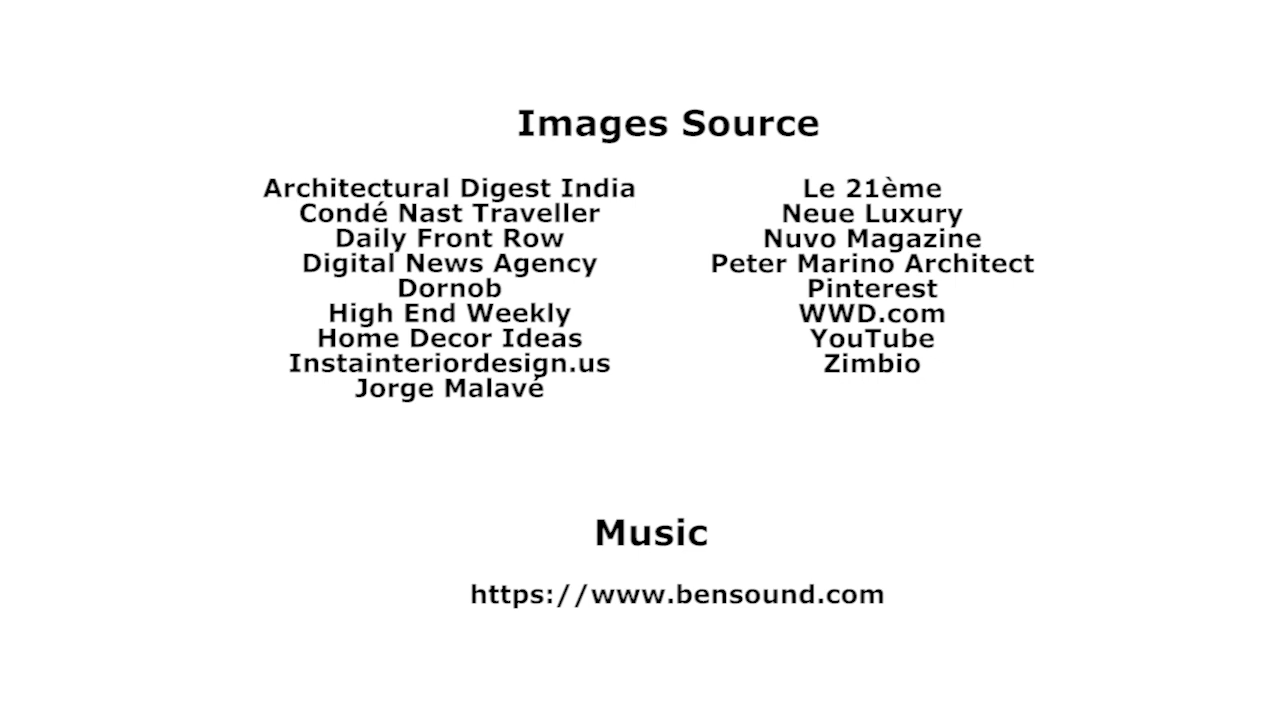 Images Source
Architectural Digest India
Condé Nast Traveller
Daily Front Row
Digital News Agency
Dornob
High End Weekly
Home Decor Ideas
Instainteriordesign.us
Jorge Malavé
Le 21ème
Neue Luxury
Nuvo Magazine
Peter Marino Architect
Pinterest
WWD.com
YouTube
Zimbio
Music
https://www.bensound.com